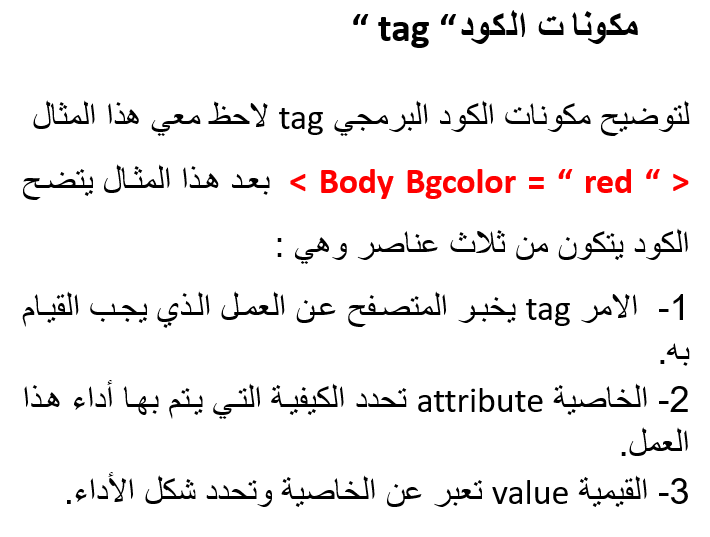 مكونات الكود “ tag “
لتوضيح مكونات الكود البرمجي tag لاحظ معي هذا المثال
< Body Bgcolor = “ red “ > بعد هذا المثال يتضح
الكود يتكون من ثلاث عناصر وهي :
1- الامر tag يخبر المتصفح عن العمل الذي يجب القيام
به.
2- الخاصية attribute تحدد الكيفية التي يتم بها أداء هذا
العمل.
3- القيمية value تعبر عن الخاصية وتحدد شكل الأداء.